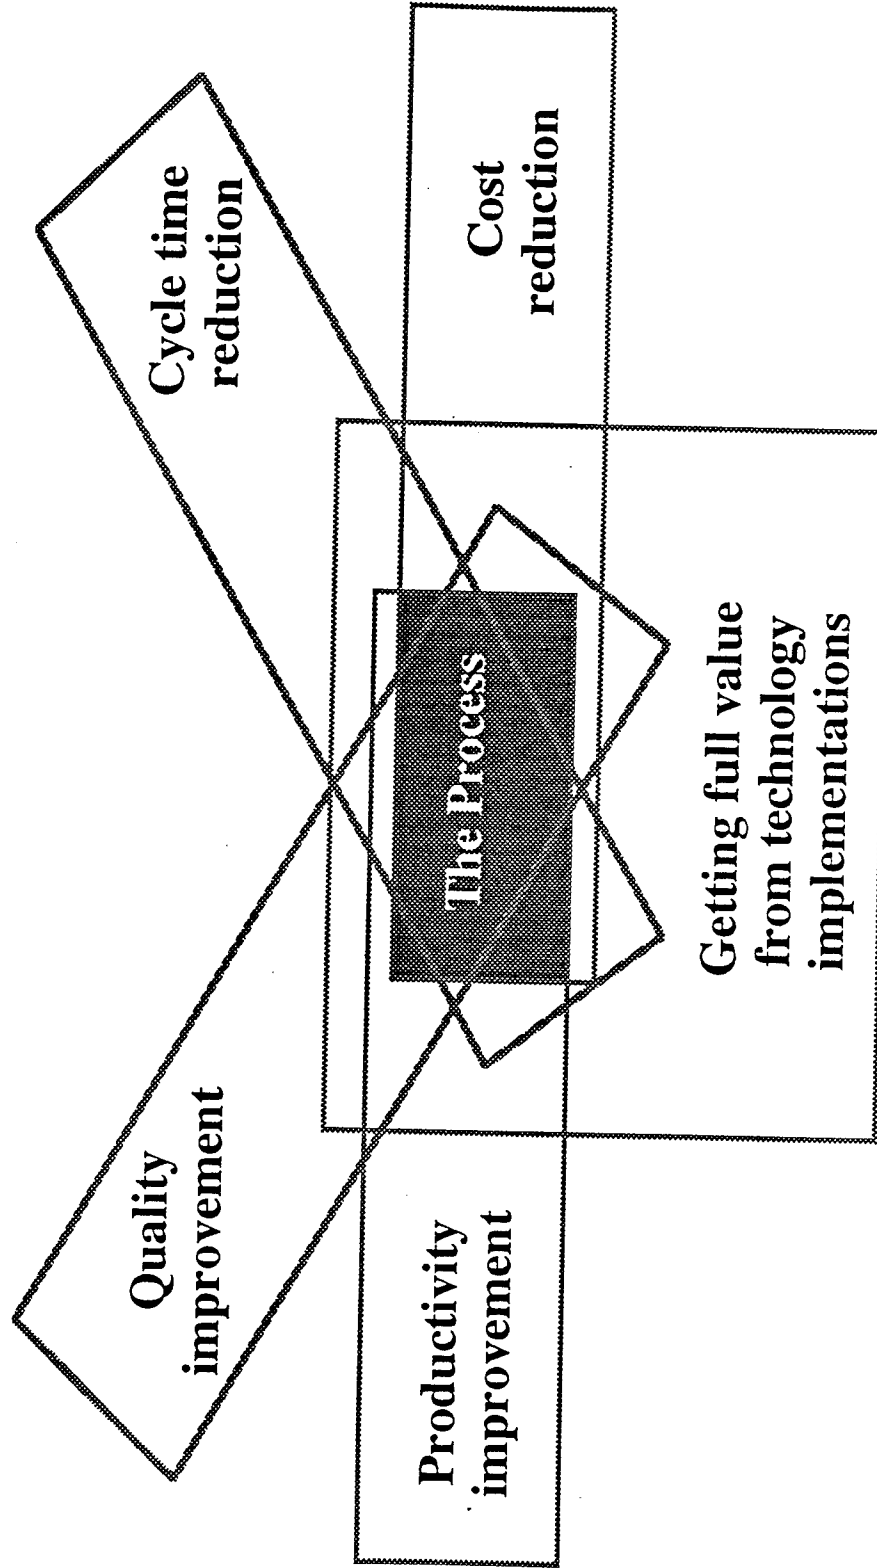 Quality
improvement
Cycle time
reduction
Productivity
improvement
The Process
Cost
reduction
Getting full value
from technology
implementations